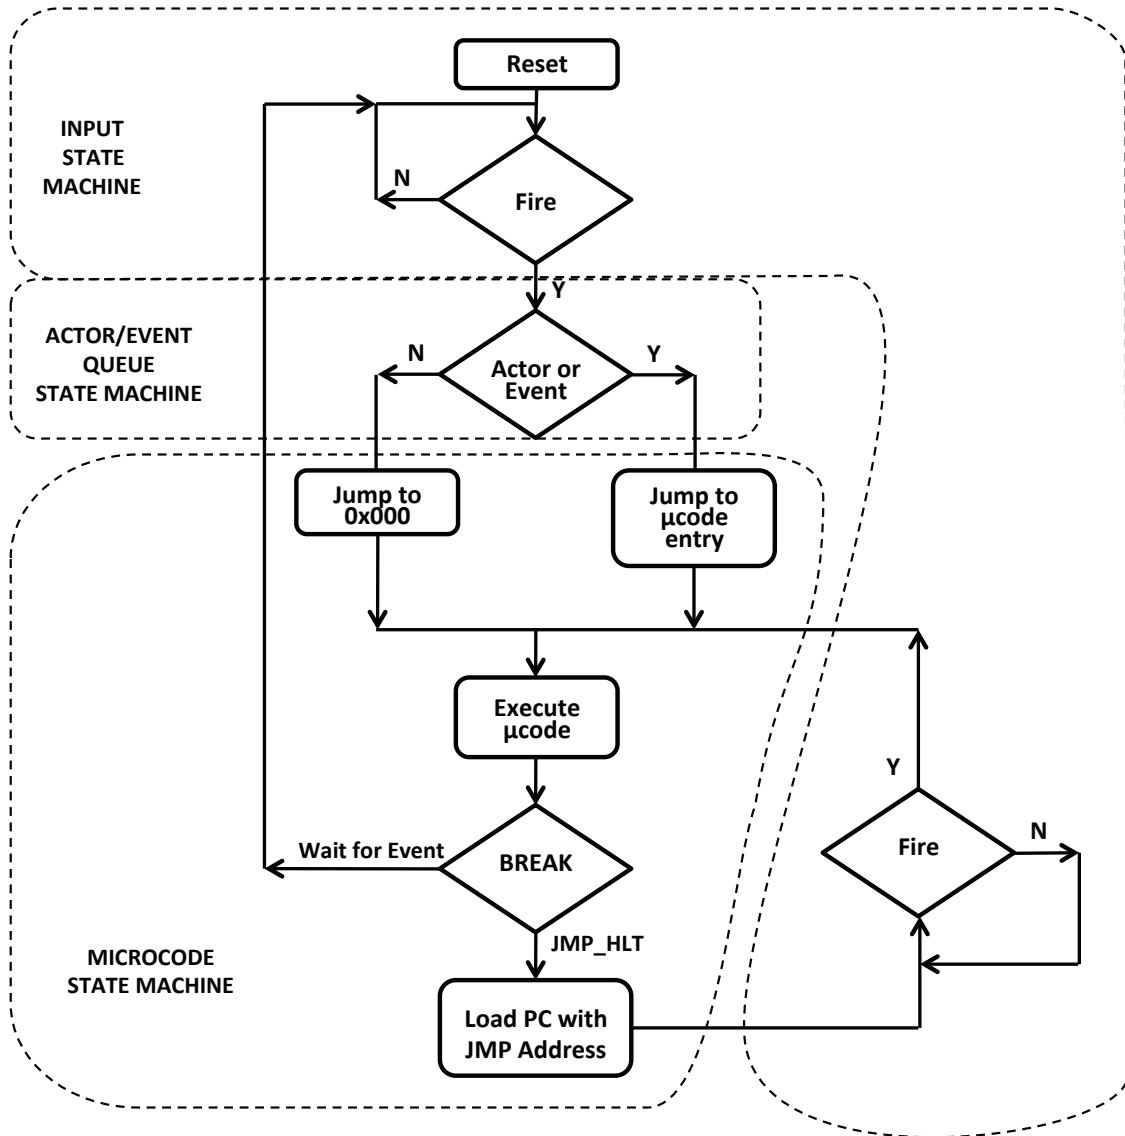 Reset
INPUT
STATE
MACHINE
N
Fire
Y
ACTOR/EVENT
QUEUE
STATE MACHINE
N
Actor or
Event
Y
Jump to
0x000
Jump to
µcode
entry
Execute
µcode
Y
Fire
N
Wait for Event
BREAK
JMP_HLT
MICROCODE
STATE MACHINE
Load PC with
JMP Address